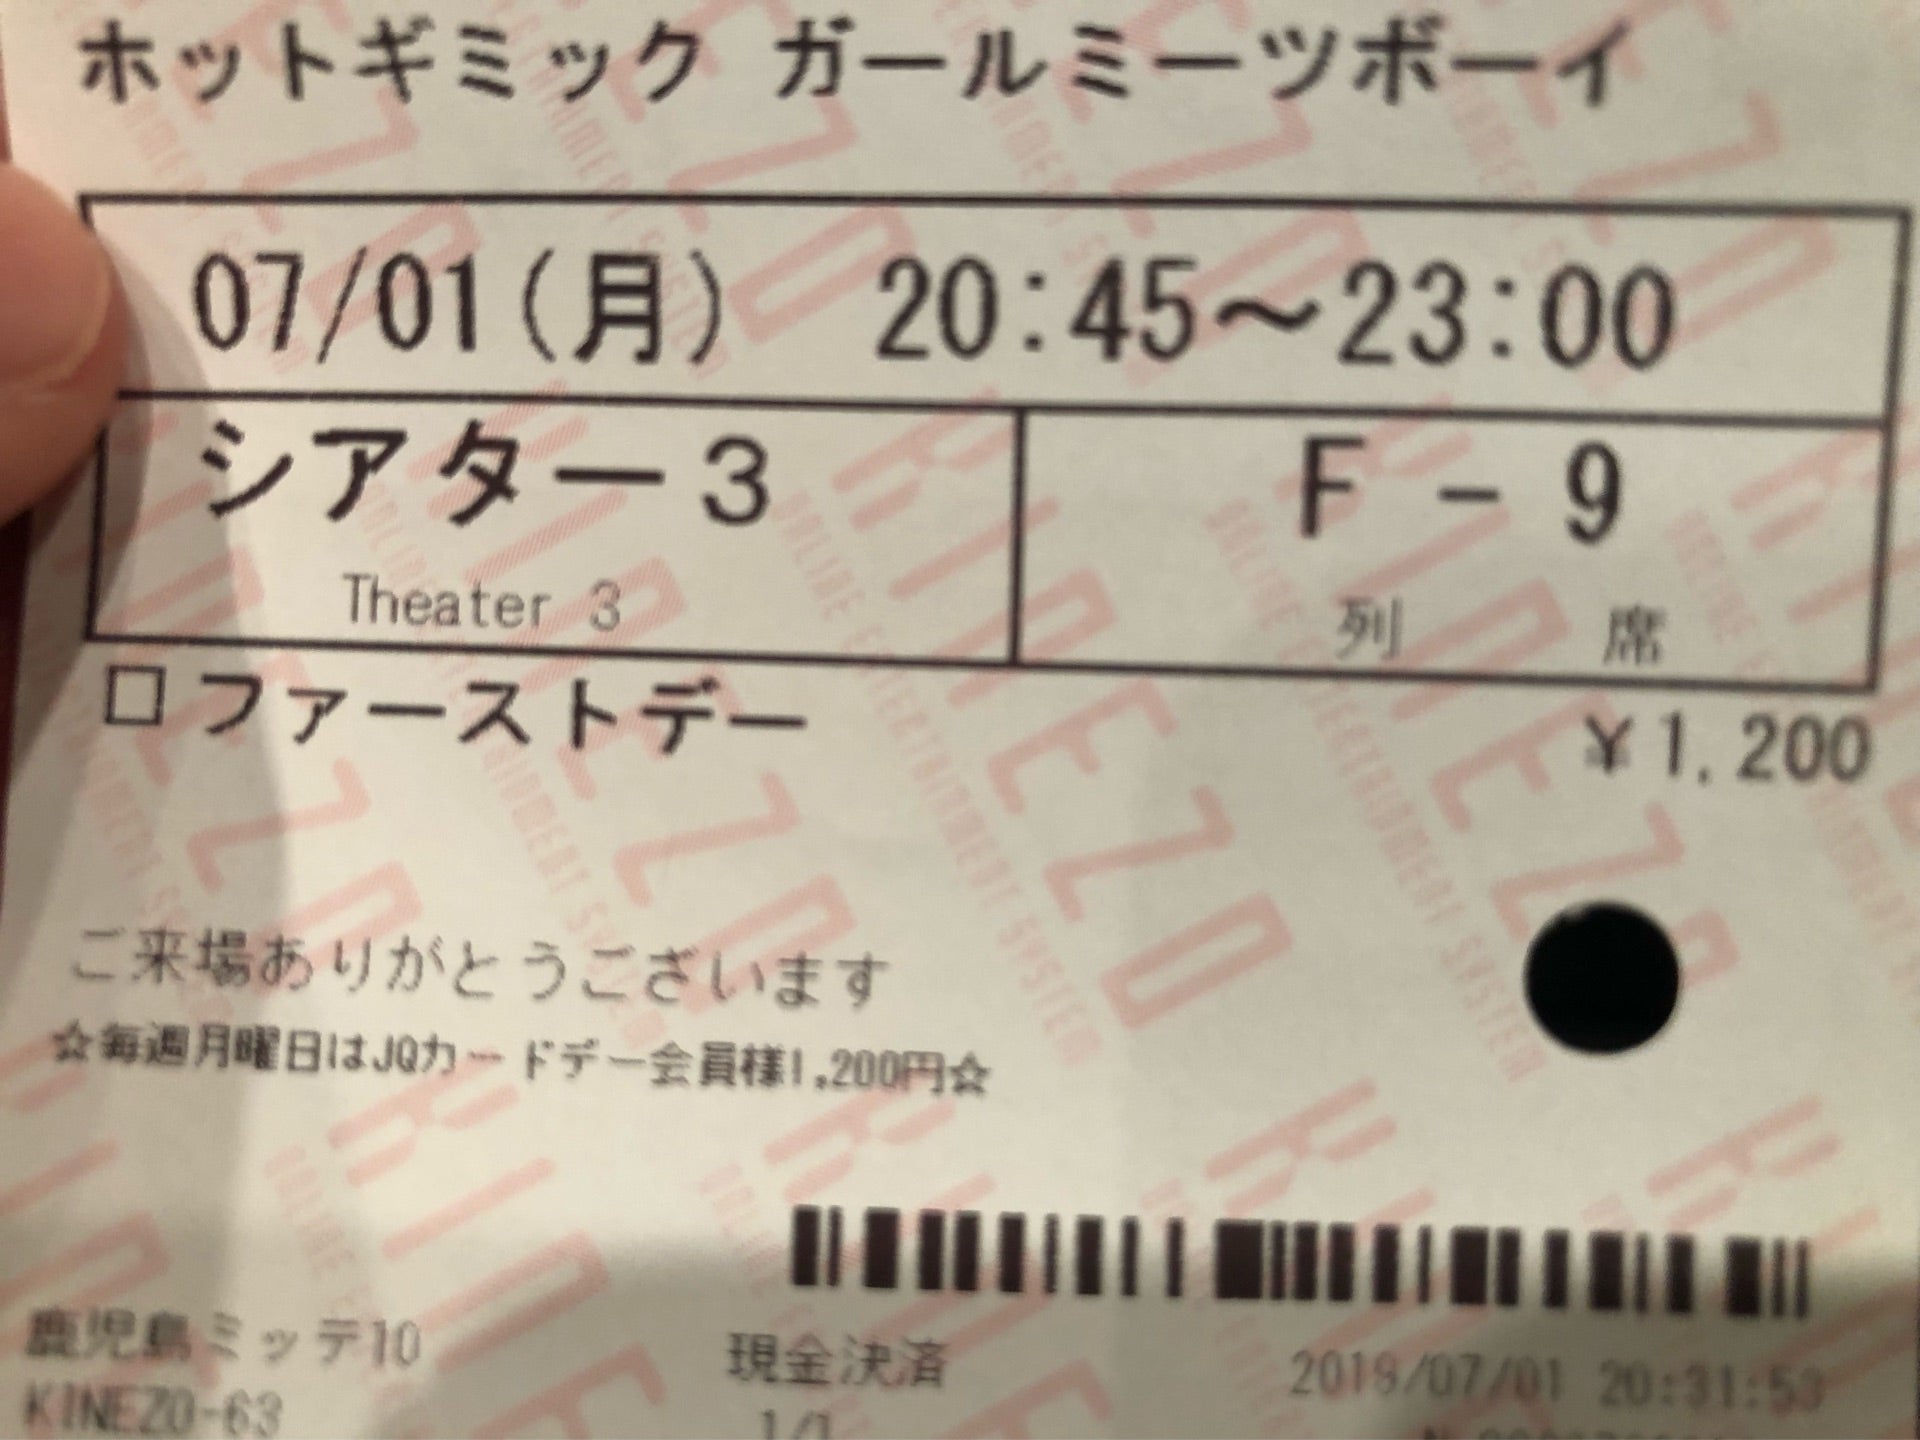 ホットギミック ガールミーツボーイ
07/01(月) 20:45～23:00
シアター3 F - 9
Theater 3 列 席
□ファーストデー ¥1,200
ご来場ありがとうございます
☆毎週月曜日はJQカードデー会員様1,200円☆
鹿児島ミッテ10 現金決済 2019/07/01 20:31:53
KINEZO-63 1/1